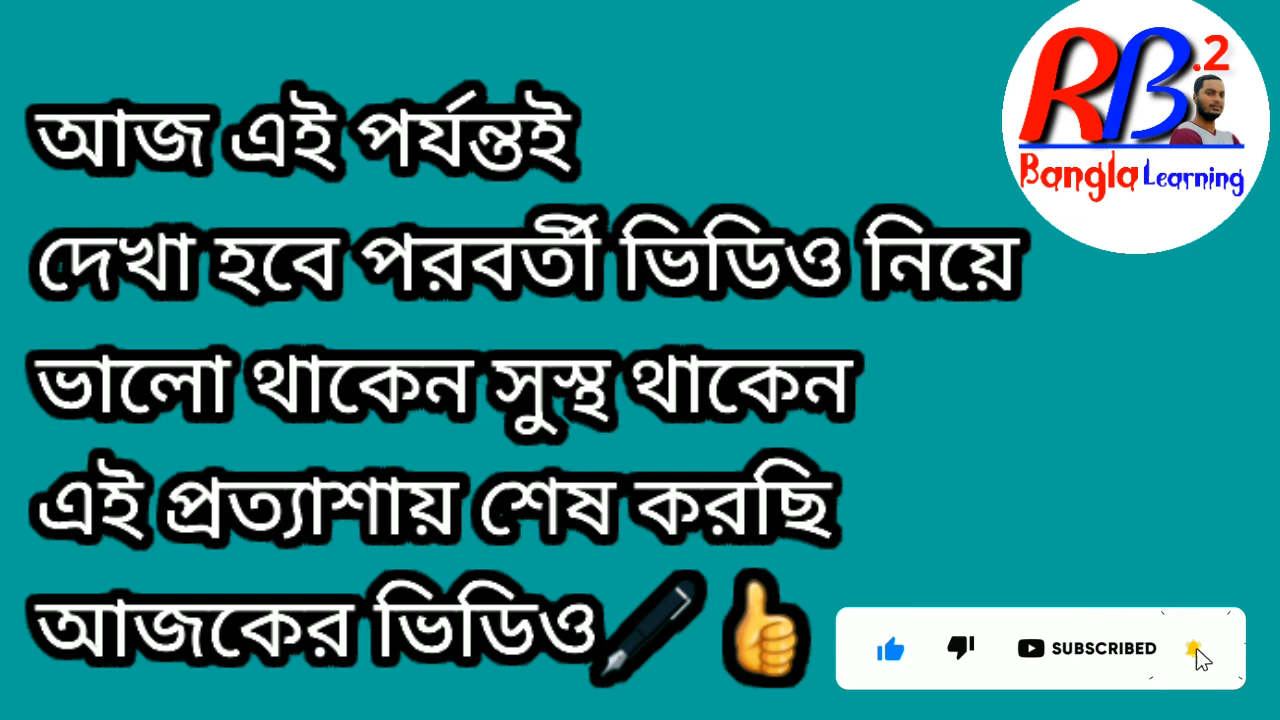 আজ এই পর্যন্তই
দেখা হবে পরবর্তী ভিডিও নিয়ে
ভালো থাকেন সুস্থ থাকেন
এই প্রত্যাশায় শেষ করছি
আজকের ভিডিও🖋️👍
RB.2
Bangla Learning
SUBSCRIBED